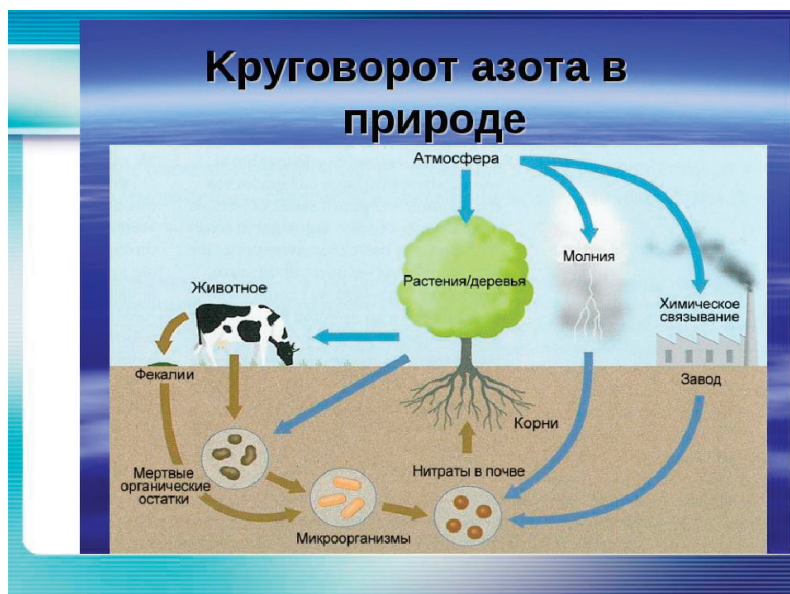 Круговорот азота в
природе
Атмосфера
Молния
Растения/деревья
Животное
Химическое
связывание
Фекалии
Завод
Корни
Мертвые
органические
остатки
Нитраты в почве
Микроорганизмы